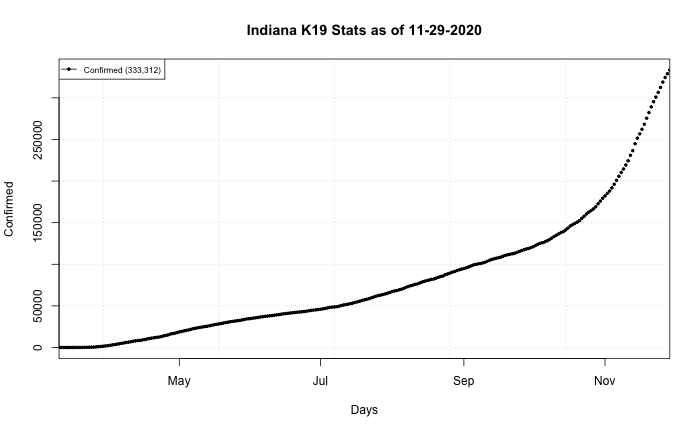 Indiana K19 Stats as of 11-29-2020
Confirmed (333,312)
Confirmed
250000
150000
50000
0
May
Jul
Sep
Nov
Days